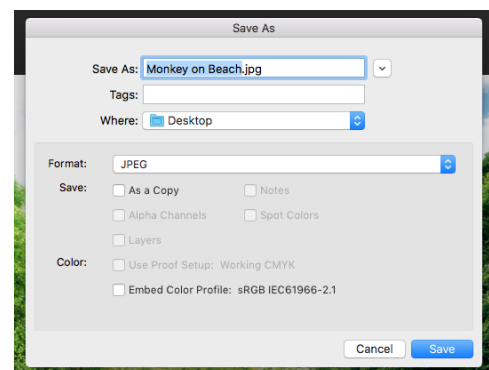 Save As
Save As: Monkey on Beach.jpg
Tags:
Where: Desktop
Format: JPEG
Save: As a Copy Notes
Alpha Channels Spot Colors
Layers
Color: Use Proof Setup: Working CMYK
Embed Color Profile: sRGB IEC61966-2.1
Cancel Save